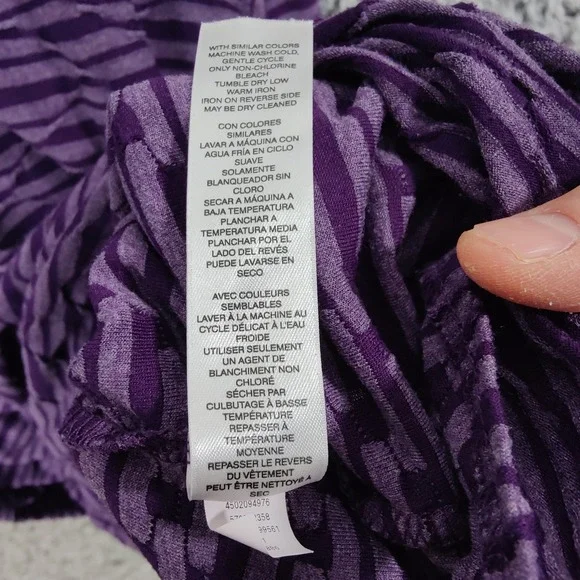 WITH SIMILAR COLORS
MACHINE WASH COLD,
GENTLE CYCLE
ONLY NON-CHLORINE
BLEACH
TUMBLE DRY LOW
WARM IRON
IRON ON REVERSE SIDE
MAY BE DRY CLEANED
CON COLORES
SIMILARES
LAVAR A MÁQUINA CON
AGUA FRÍA EN CICLO
SUAVE
SOLAMENTE
BLANQUEADOR SIN
CLORO
SECAR A MÁQUINA A
BAJA TEMPERATURA
PLANCHAR A
TEMPERATURA MEDIA
PLANCHAR POR EL
LADO DEL REVÉS
PUEDE LAVARSE EN
SECO
AVEC COULEURS
SEMBLABLES
LAVER À LA MACHINE AU
CYCLE DÉLICAT À L'EAU
FROIDE
UTILISER SEULEMENT
UN AGENT DE
BLANCHIMENT NON
CHLORÉ
SÉCHER PAR
CULBUTAGE À BASSE
TEMPÉRATURE
REPASSER À
TEMPÉRATURE
MOYENNE
REPASSER LE REVERS
DU VÊTEMENT
PEUT ÊTRE NETTOYÉ A
SEC
4502094976
1